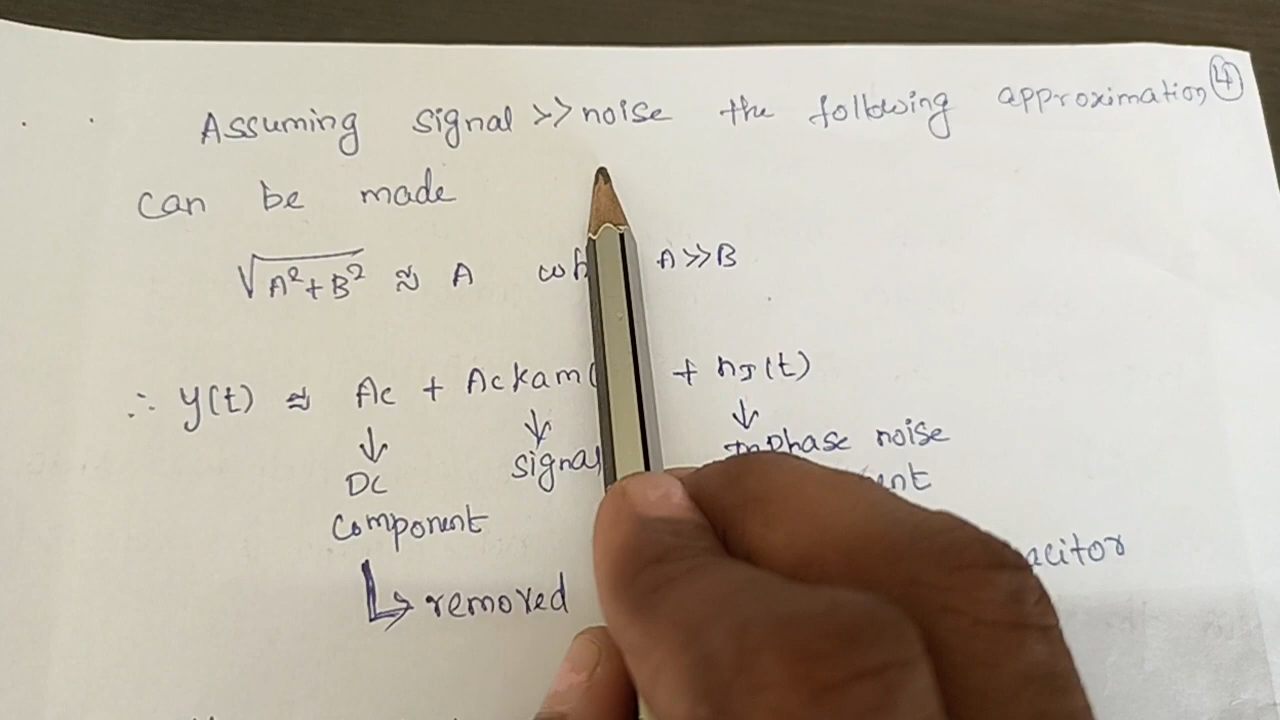 Assuming signal >> noise the following approximation ④
can be made
√A²+B² ≈ A A>>B
∴ y(t) ≈ Ac + Ackam( + nI(t)
↓ ↓ ↓
signal Inphase noise
DC
component
↳ removed